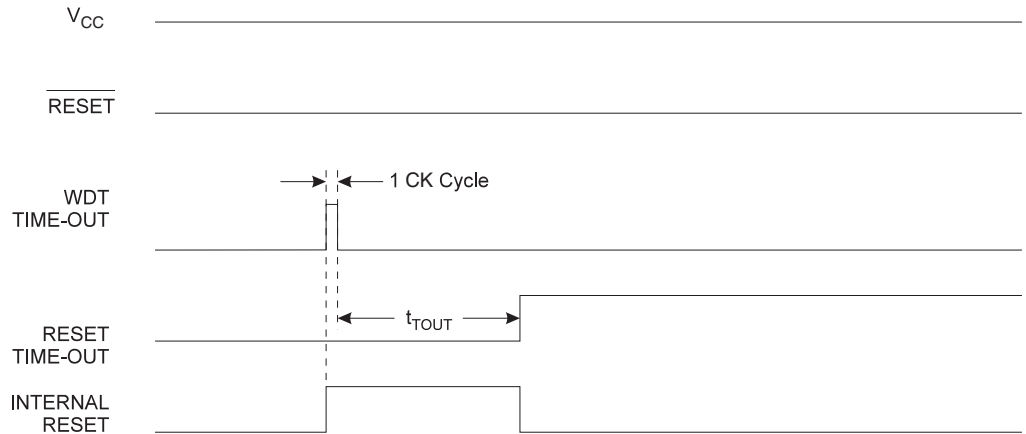 VCC
RESET
WDT
TIME-OUT
1 CK Cycle
RESET
TIME-OUT
tTOUT
INTERNAL
RESET